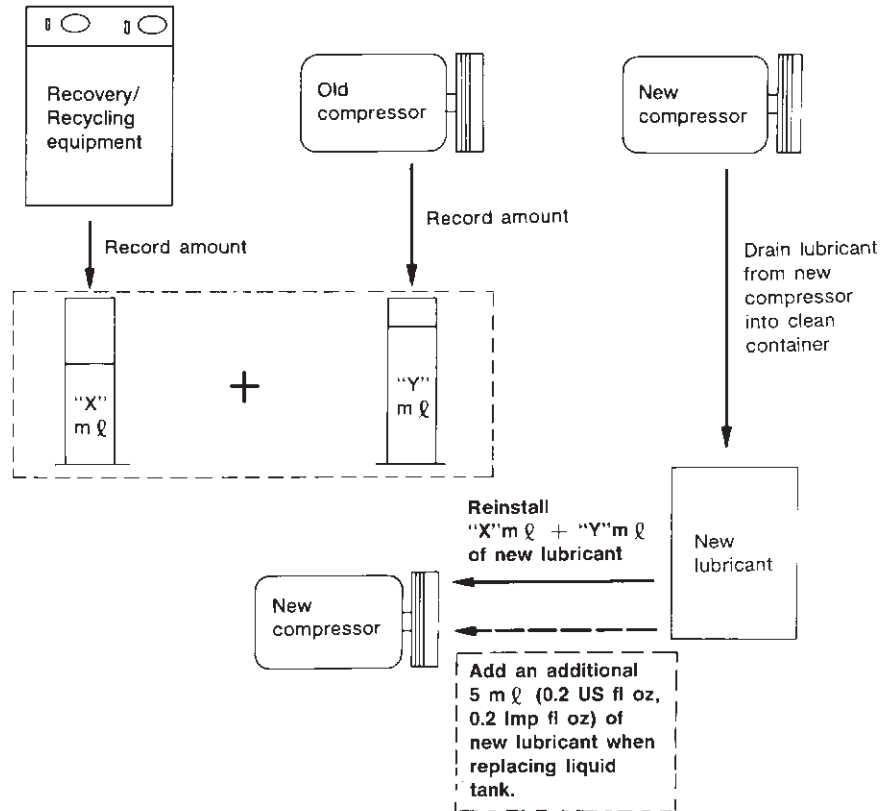 Recovery/
Recycling
equipment
Old
compressor
New
compressor
Record amount
Record amount
Drain lubricant
from new
compressor
into clean
container
“X”
m ℓ
+
“Y”
m ℓ
Reinstall
“X”m ℓ + “Y”m ℓ
of new lubricant
New
lubricant
New
compressor
Add an additional
5 m ℓ (0.2 US fl oz,
0.2 Imp fl oz) of
new lubricant when
replacing liquid
tank.